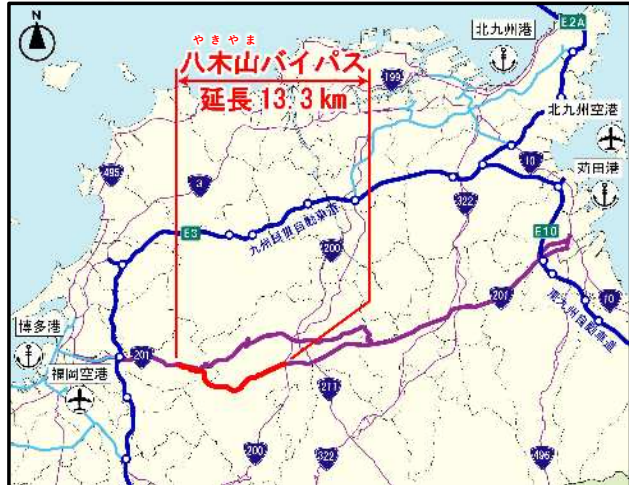 N
やきやま
八木山バイパス
延長 13.3 km
北九州港
E2A
199
北九州空港
495
3
10
苅田港
322
E3
九州自動車道
200
E10
201
10
東九州自動車道
博多港
201
福岡空港
211
200
322
496